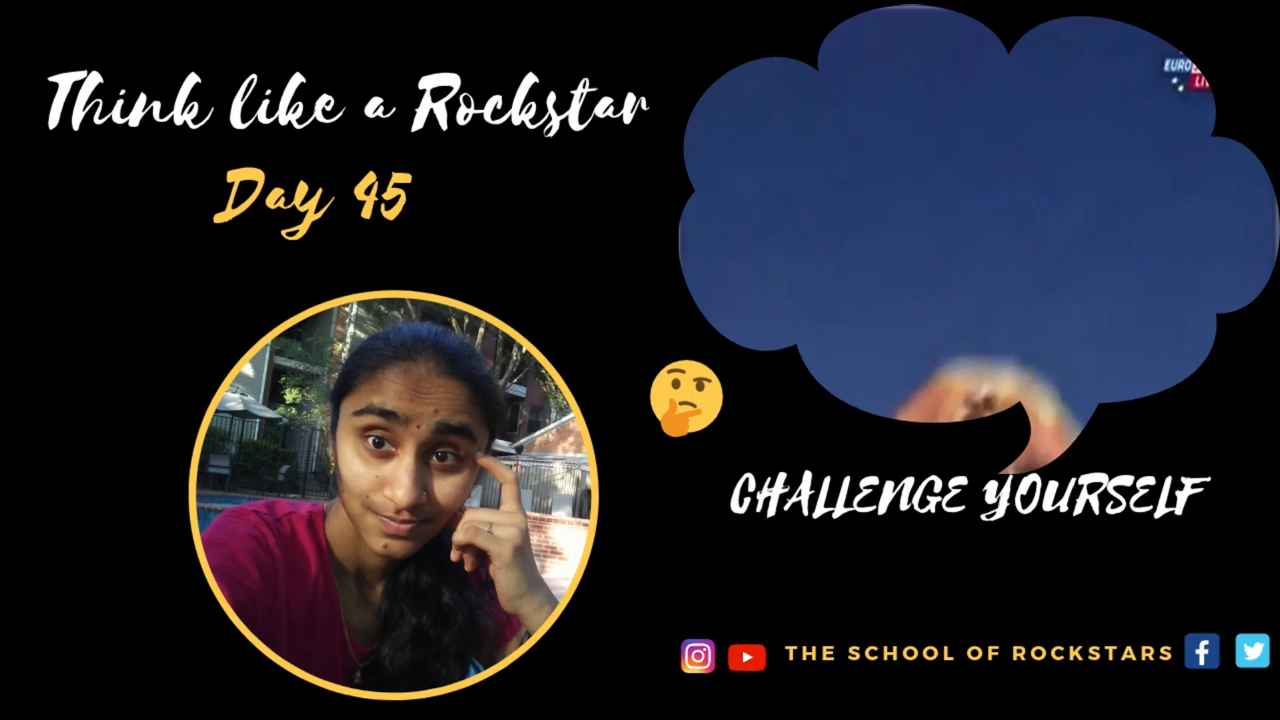 Think like a Rockstar
Day 45
CHALLENGE YOURSELF
THE SCHOOL OF ROCKSTARS